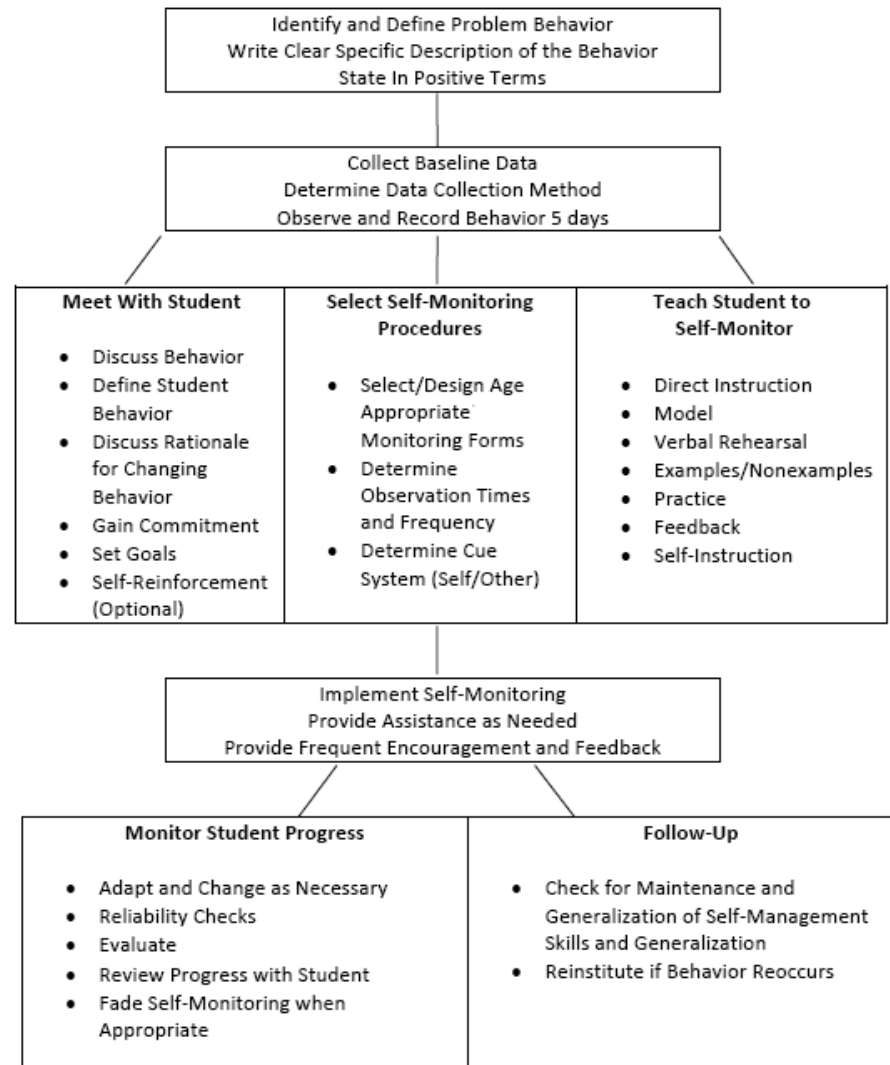 Identify and Define Problem Behavior
Write Clear Specific Description of the Behavior
State In Positive Terms
Collect Baseline Data
Determine Data Collection Method
Observe and Record Behavior 5 days
Meet With Student
• Discuss Behavior
• Define Student
Behavior
• Discuss Rationale
for Changing
Behavior
• Gain Commitment
• Set Goals
• Self-Reinforcement
(Optional)
Select Self-Monitoring
Procedures
• Select/Design Age
Appropriate
Monitoring Forms
• Determine
Observation Times
and Frequency
• Determine Cue
System (Self/Other)
Teach Student to
Self-Monitor
• Direct Instruction
• Model
• Verbal Rehearsal
• Examples/Nonexamples
• Practice
• Feedback
• Self-Instruction
Implement Self-Monitoring
Provide Assistance as Needed
Provide Frequent Encouragement and Feedback
Monitor Student Progress
• Adapt and Change as Necessary
• Reliability Checks
• Evaluate
• Review Progress with Student
• Fade Self-Monitoring when
Appropriate
Follow-Up
• Check for Maintenance and
Generalization of Self-Management
Skills and Generalization
• Reinstitute if Behavior Reoccurs